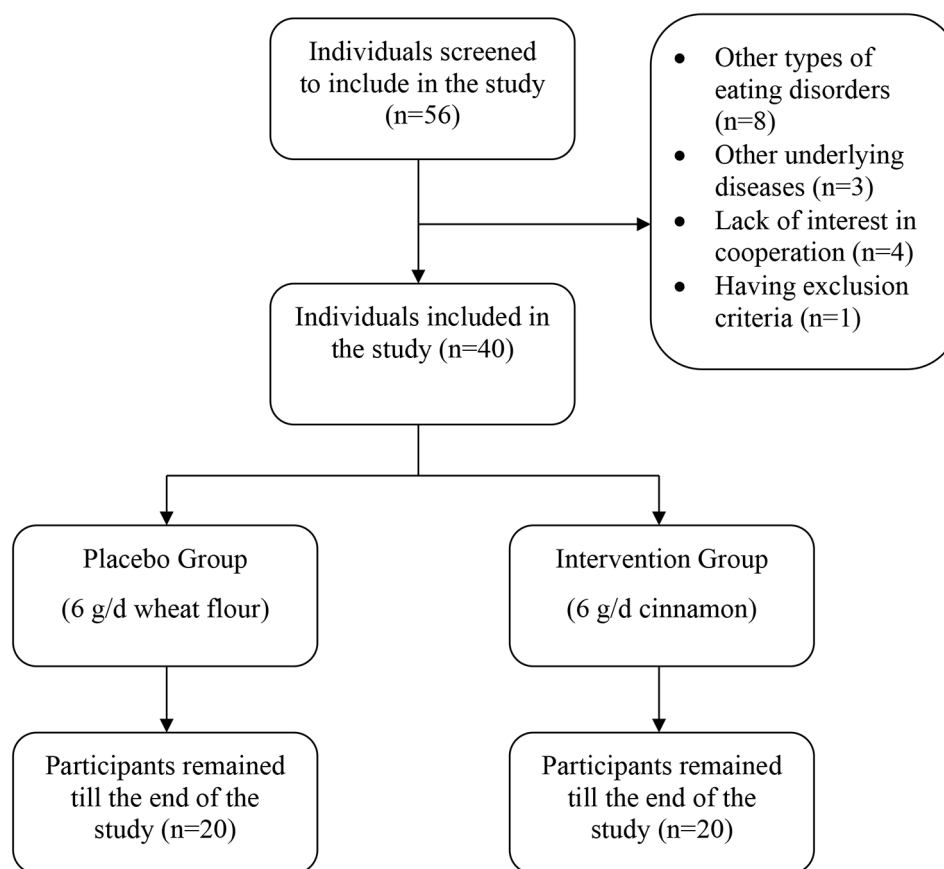 Individuals screened
to include in the study
(n=56)
• Other types of
eating disorders
(n=8)
• Other underlying
diseases (n=3)
• Lack of interest in
cooperation (n=4)
• Having exclusion
criteria (n=1)
Individuals included in
the study (n=40)
Placebo Group
(6 g/d wheat flour)
Intervention Group
(6 g/d cinnamon)
Participants remained
till the end of the
study (n=20)
Participants remained
till the end of the
study (n=20)